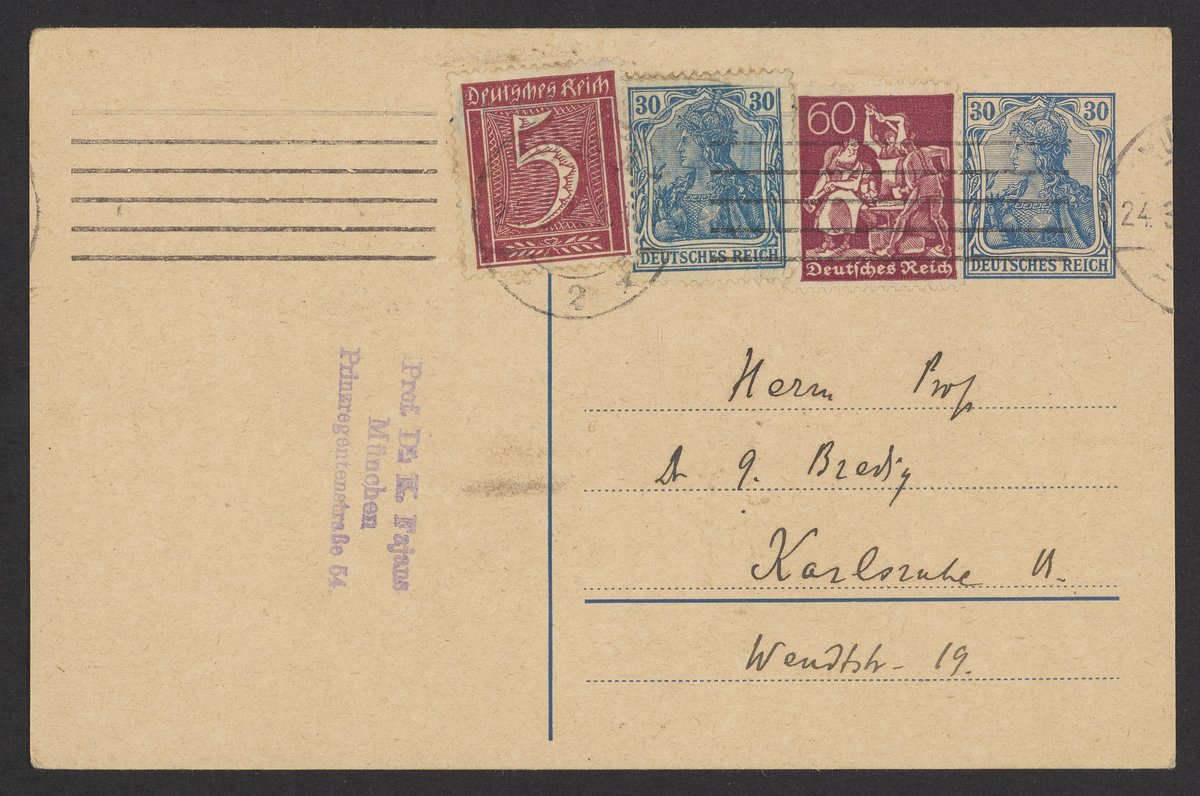 Deutsches Reich
5
30 30
DEUTSCHES REICH
60
Deutsches Reich
30 30
DEUTSCHES REICH
24.3
2
Prof. Dr. K. Fajans
München
Prinzregentenstraße 54
Herrn Prof
Dr G. Bredig
Karlsruhe
Wendtstr. 19.